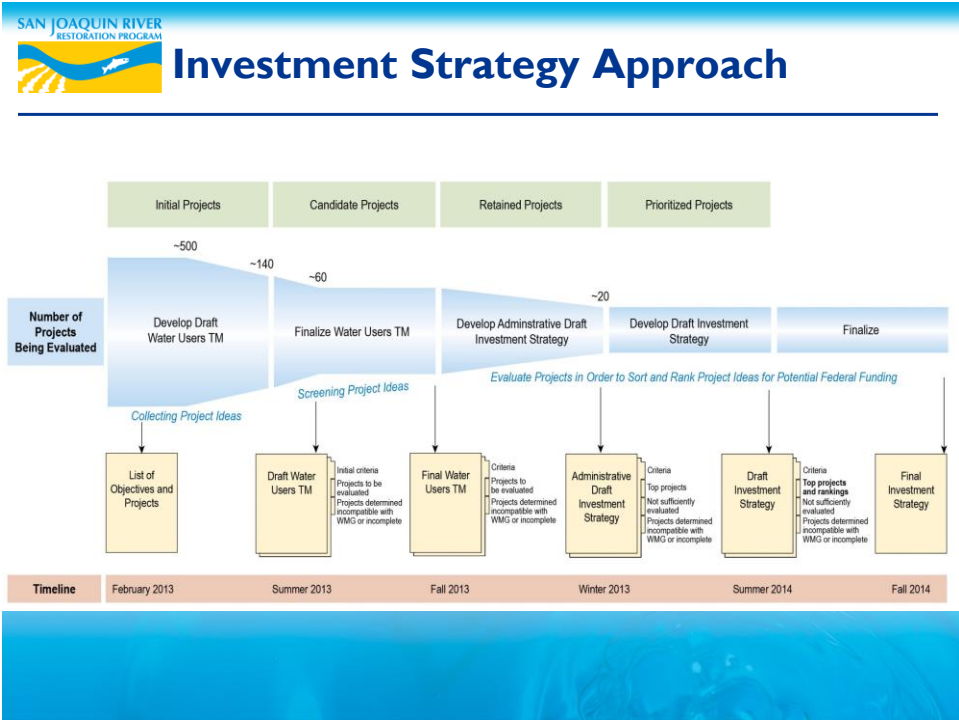 SAN JOAQUIN RIVER
RESTORATION PROGRAM
Investment Strategy Approach
Initial Projects
Candidate Projects
Retained Projects
Prioritized Projects
~500
~140
~60
~20
Number of
Projects
Being Evaluated
Develop Draft
Water Users TM
Finalize Water Users TM
Develop Adminstrative Draft
Investment Strategy
Develop Draft Investment
Strategy
Finalize
Collecting Project Ideas
Screening Project Ideas
Evaluate Projects in Order to Sort and Rank Project Ideas for Potential Federal Funding
List of
Objectives and
Projects
Draft Water
Users TM
Initial criteria
Projects to be
evaluated
Projects determined
incompatible with
WMG or incomplete
Final Water
Users TM
Criteria
Projects to
be evaluated
Projects determined
incompatible with
WMG or incomplete
Administrative
Draft
Investment
Strategy
Criteria
Top projects
Not sufficiently
evaluated
Projects determined
incompatible with
WMG or incomplete
Draft
Investment
Strategy
Criteria
Top projects
and rankings
Not sufficiently
evaluated
Projects determined
incompatible with
WMG or incomplete
Final
Investment
Strategy
Timeline
February 2013
Summer 2013
Fall 2013
Winter 2013
Summer 2014
Fall 2014